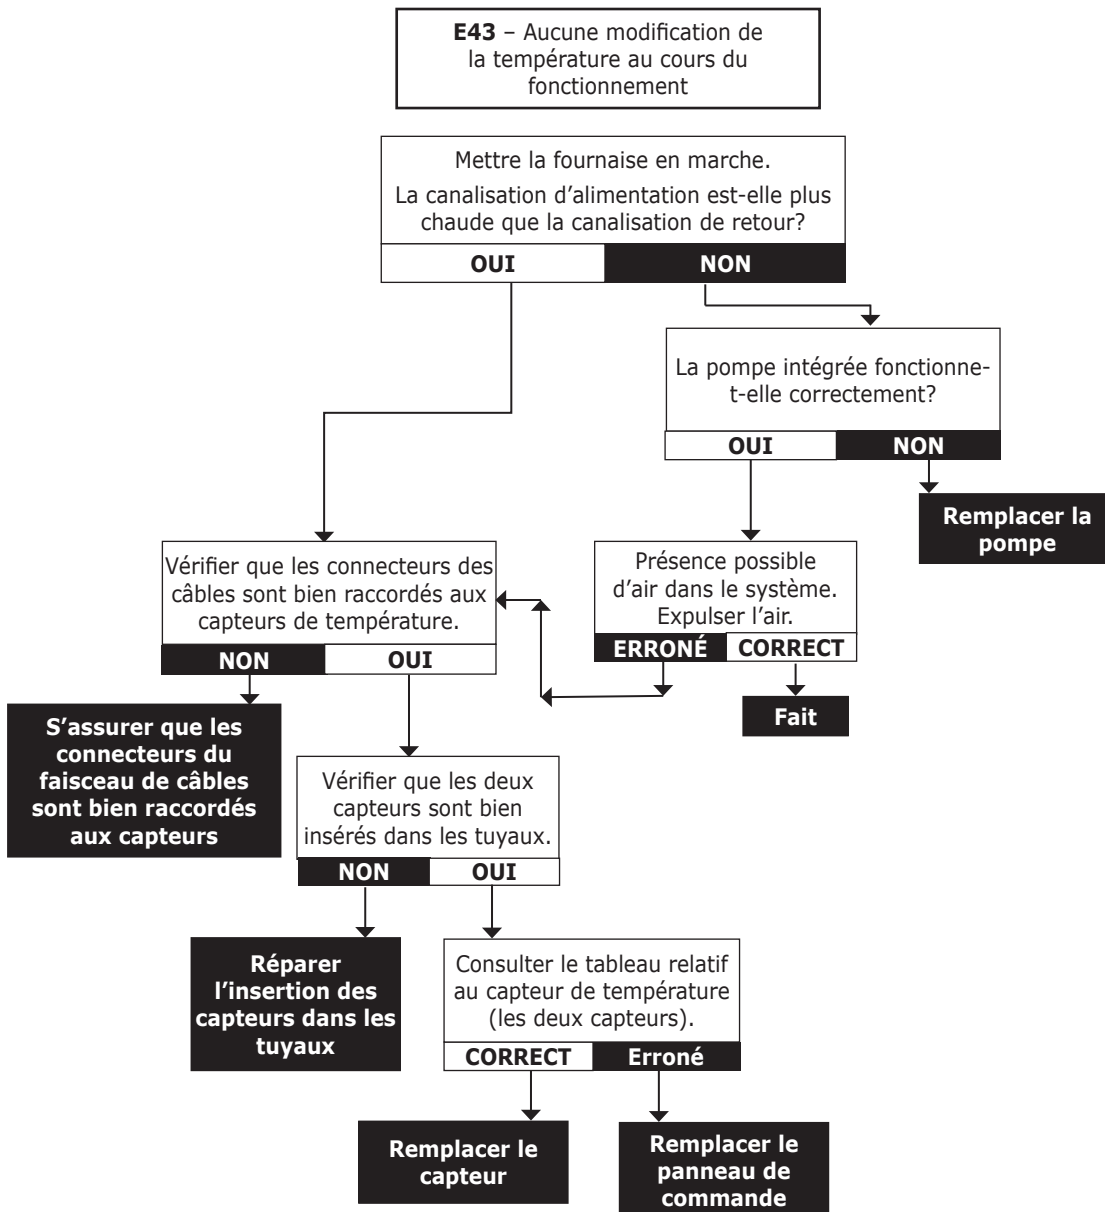 E43 – Aucune modification de
la température au cours du
fonctionnement
Mettre la fournaise en marche.
La canalisation d'alimentation est-elle plus
chaude que la canalisation de retour?
OUI
NON
La pompe intégrée fonctionne-
t-elle correctement?
OUI
NON
Remplacer la
pompe
Vérifier que les connecteurs des
câbles sont bien raccordés aux
capteurs de température.
NON
OUI
Présence possible
d'air dans le système.
Expulser l'air.
ERRONÉ
CORRECT
Fait
S'assurer que les
connecteurs du
faisceau de câbles
sont bien raccordés
aux capteurs
Vérifier que les deux
capteurs sont bien
insérés dans les tuyaux.
NON
OUI
Réparer
l'insertion des
capteurs dans les
tuyaux
Consulter le tableau relatif
au capteur de température
(les deux capteurs).
CORRECT
Erroné
Remplacer le
capteur
Remplacer le
panneau de
commande